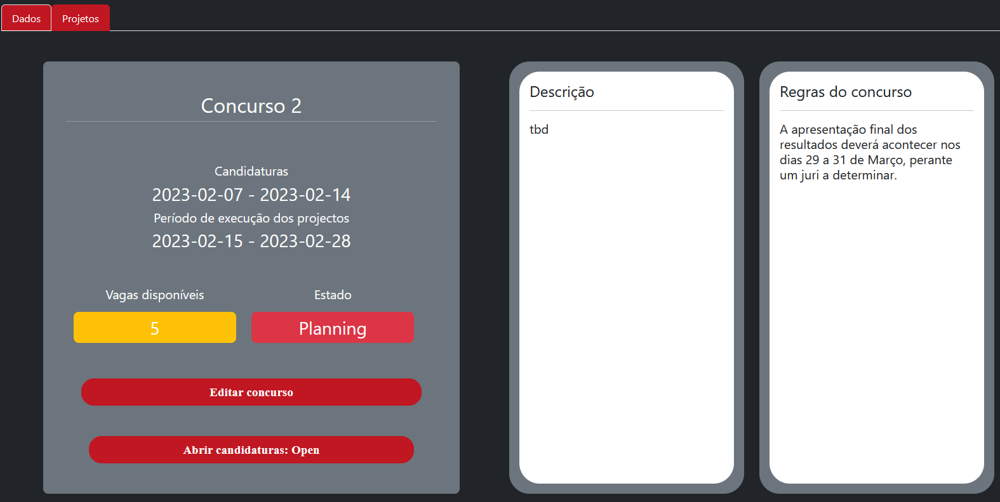 Dados
Projetos
Concurso 2
Candidaturas
2023-02-07 - 2023-02-14
Período de execução dos projectos
2023-02-15 - 2023-02-28
Vagas disponíveis
Estado
5
Planning
Editar concurso
Abrir candidaturas: Open
Descrição
tbd
Regras do concurso
A apresentação final dos
resultados deverá acontecer nos
dias 29 a 31 de Março, perante
um juri a determinar.